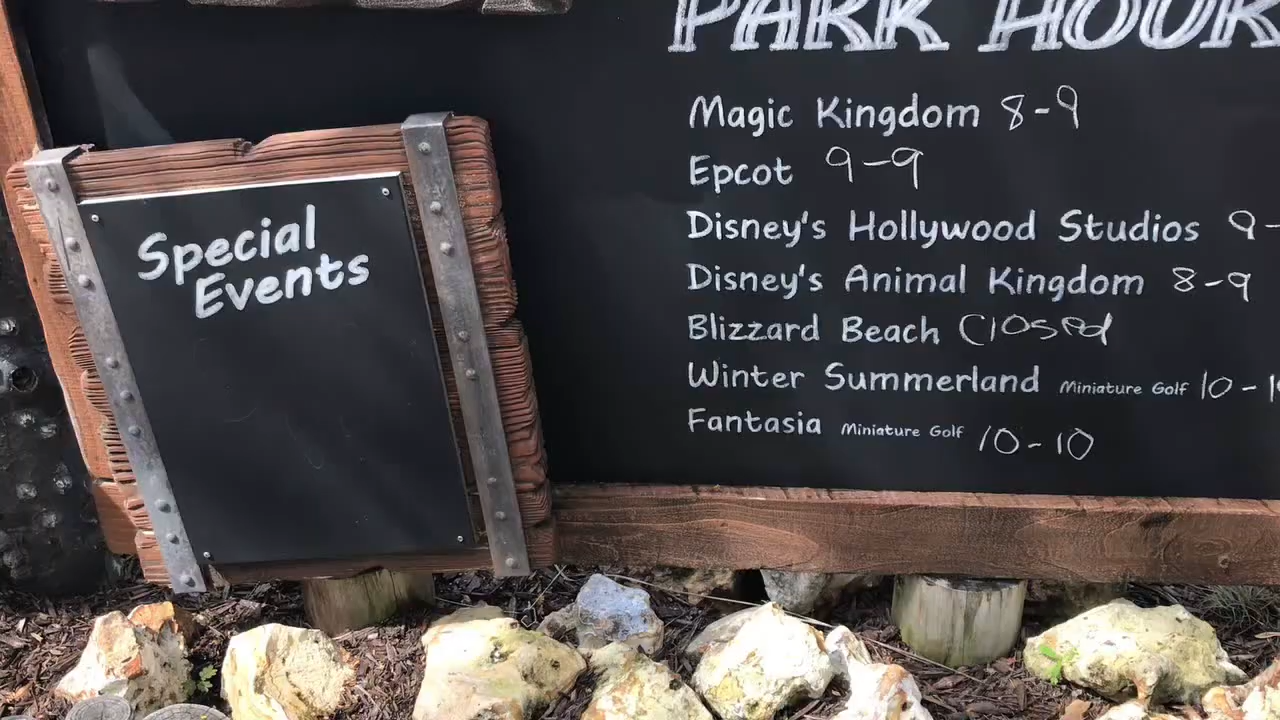 PARK HOUR
Magic Kingdom 8-9
Epcot 9-9
Disney's Hollywood Studios 9-
Disney's Animal Kingdom 8-9
Blizzard Beach Closed
Winter Summerland Miniature Golf 10-1
Fantasia Miniature Golf 10-10
Special
Events